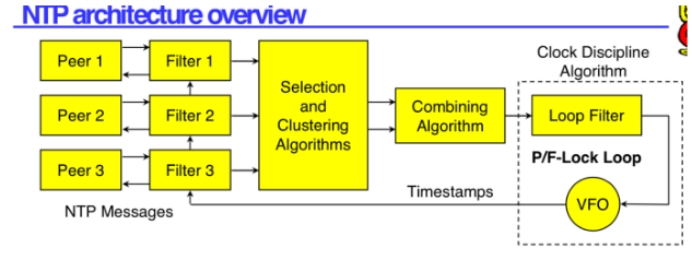 NTP architecture overview
Peer 1
Filter 1
Peer 2
Filter 2
Peer 3
Filter 3
NTP Messages
Selection
and
Clustering
Algorithms
Combining
Algorithm
Clock Discipline
Algorithm
Loop Filter
P/F-Lock Loop
VFO
Timestamps